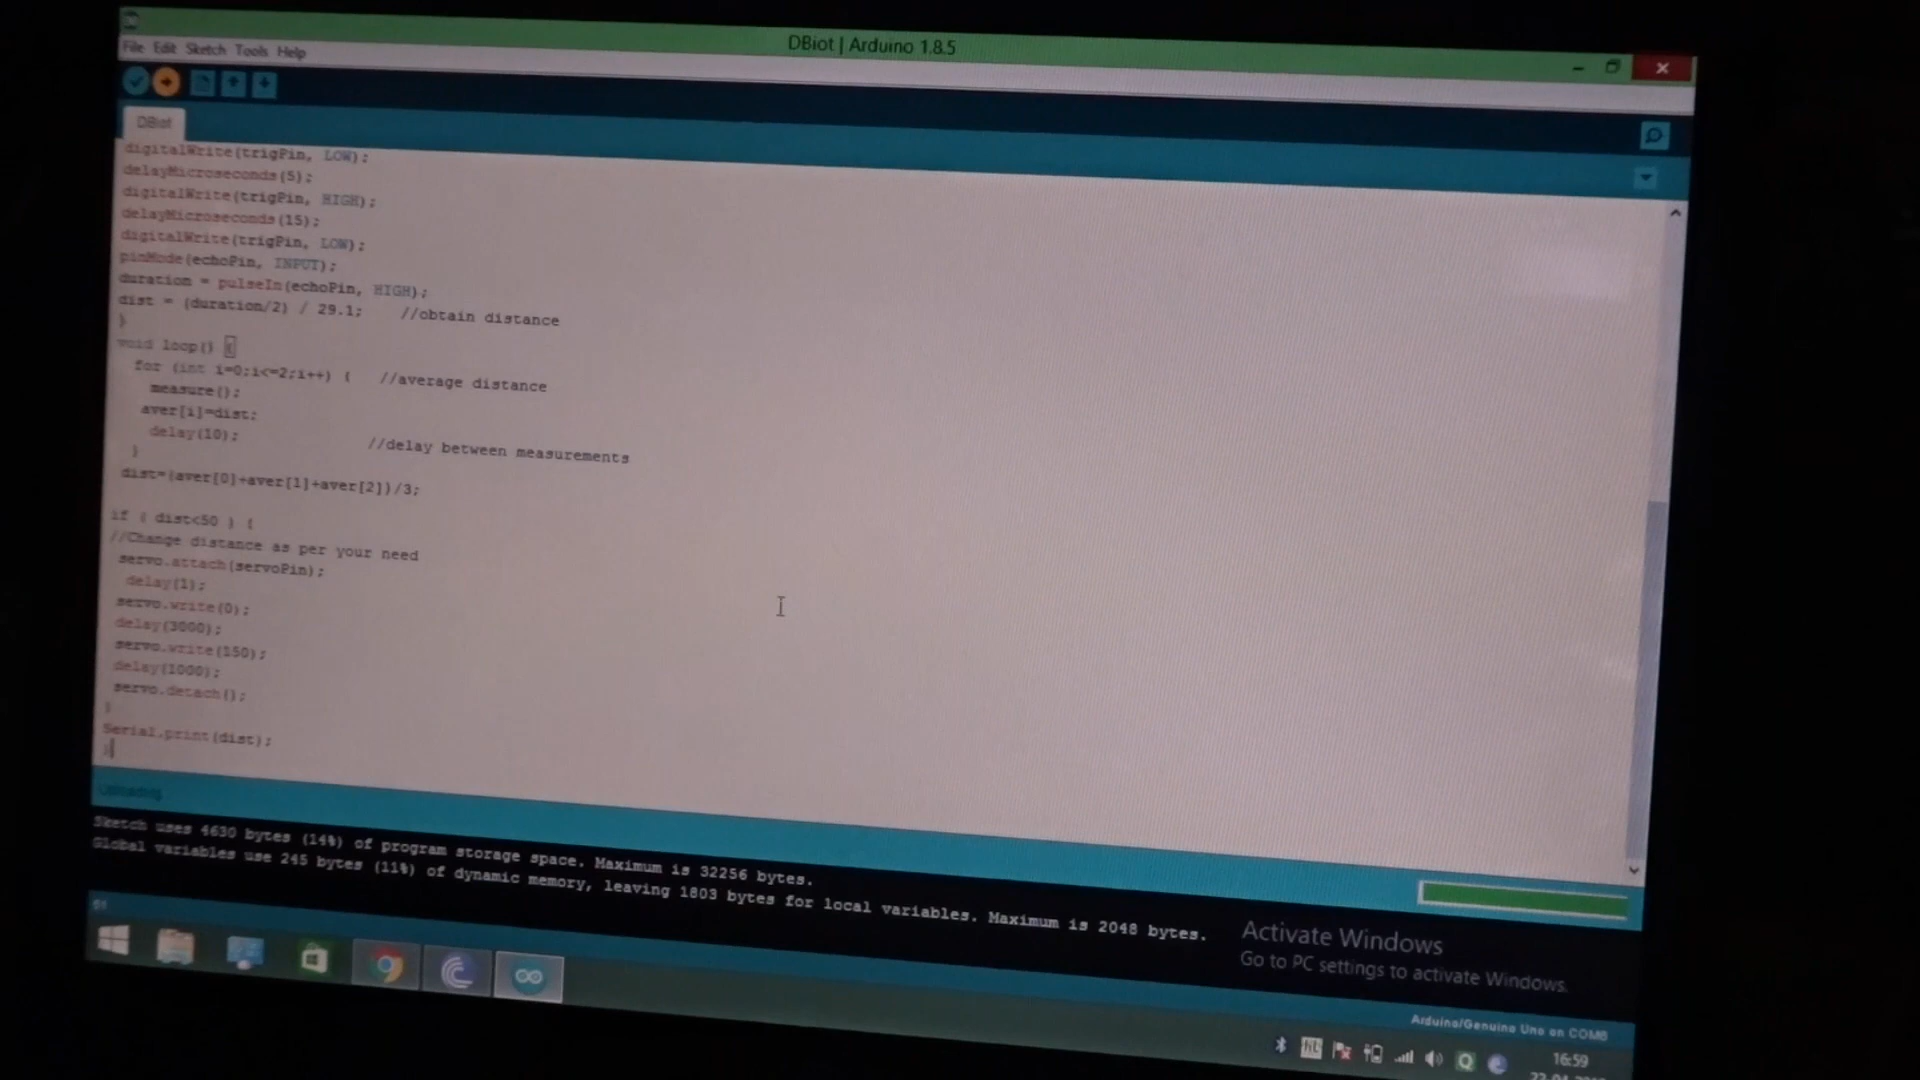 DBiot | Arduino 1.8.5
File Edit Sketch Tools Help
DBiot
digitalWrite(trigPin, LOW);
delayMicroseconds(5);
digitalWrite(trigPin, HIGH);
delayMicroseconds(15);
digitalWrite(trigPin, LOW);
pinMode(echoPin, INPUT);
duration = pulseIn(echoPin, HIGH);
dist = (duration/2) / 29.1; //obtain distance
}
void loop() {
for (int i=0;i<=2;i++) { //average distance
measure();
aver[i]=dist;
delay(10); //delay between measurements
}
dist=(aver[0]+aver[1]+aver[2])/3;
if ( dist<50 ) {
//Change distance as per your need
servo.attach(servoPin);
delay(1);
servo.write(0);
delay(3000);
servo.write(150);
delay(1000);
servo.detach();
}
Serial.print(dist);
}
Uploading...
Sketch uses 4630 bytes (14%) of program storage space. Maximum is 32256 bytes.
Global variables use 245 bytes (11%) of dynamic memory, leaving 1803 bytes for local variables. Maximum is 2048 bytes.
Activate Windows
Go to PC settings to activate Windows.
Arduino/Genuino Uno on COM8
16:59